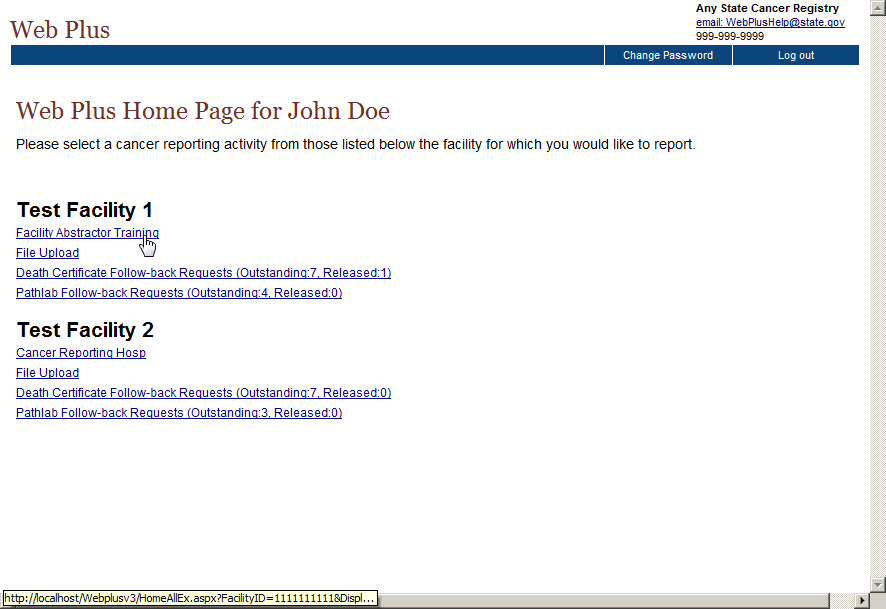 Any State Cancer Registry
Web Plus
email: WebPlusHelp@state.gov
999-999-9999
Change Password
Log out
Web Plus Home Page for John Doe
Please select a cancer reporting activity from those listed below the facility for which you would like to report.
Test Facility 1
Facility Abstractor Training
File Upload
Death Certificate Follow-back Requests (Outstanding:7, Released:1)
Pathlab Follow-back Requests (Outstanding:4, Released:0)
Test Facility 2
Cancer Reporting Hosp
File Upload
Death Certificate Follow-back Requests (Outstanding:7, Released:0)
Pathlab Follow-back Requests (Outstanding:3, Released:0)
http://localhost/Webplusv3/HomeAllEx.aspx?FacilityID=1111111111&Displ...